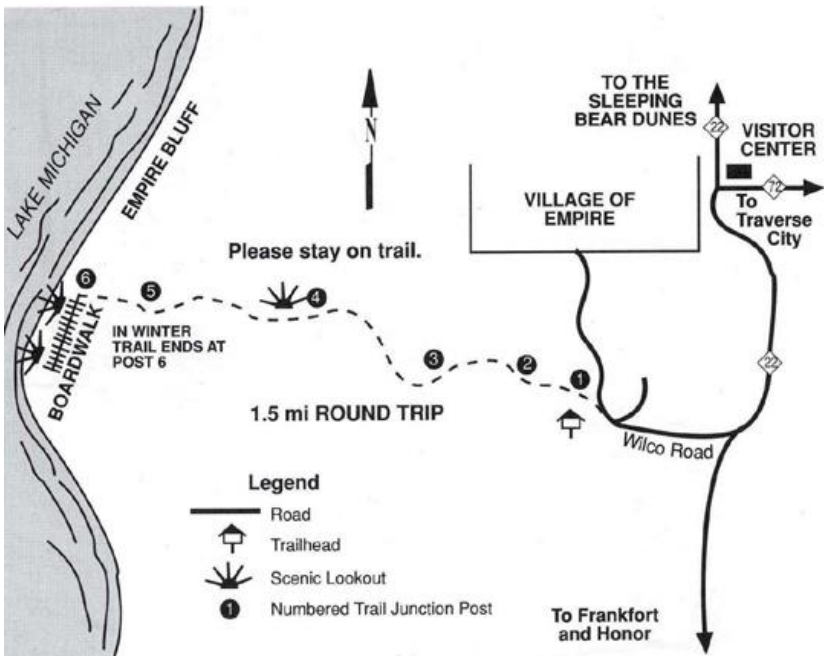 TO THE
SLEEPING
BEAR DUNES
22
VISITOR
CENTER
72
To
Traverse
City
LAKE MICHIGAN
EMPIRE BLUFF
N
VILLAGE OF
EMPIRE
Please stay on trail.
6
5
4
IN WINTER
TRAIL ENDS AT
POST 6
BOARDWALK
3
2
1
22
1.5 mi ROUND TRIP
Wilco Road
Legend
Road
Trailhead
Scenic Lookout
1 Numbered Trail Junction Post
To Frankfort
and Honor